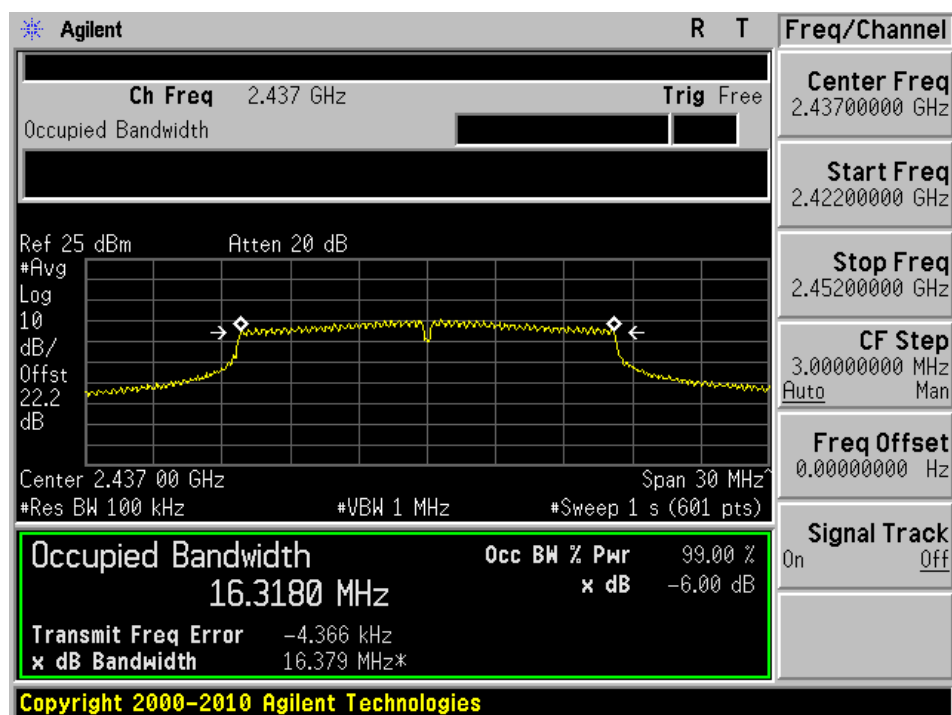 Agilent R T Freq/Channel
Ch Freq 2.437 GHz Trig Free
Occupied Bandwidth
Center Freq
2.43700000 GHz
Start Freq
2.42200000 GHz
Stop Freq
2.45200000 GHz
CF Step
3.00000000 MHz
Auto Man
Freq Offset
0.00000000 Hz
Signal Track
On Off
Ref 25 dBm Atten 20 dB
#Avg
Log
10
dB/
Offst
22.2
dB
Center 2.437 00 GHz Span 30 MHz^
#Res BW 100 kHz #VBW 1 MHz #Sweep 1 s (601 pts)
Occupied Bandwidth Occ BW % Pwr 99.00 %
16.3180 MHz x dB -6.00 dB
Transmit Freq Error -4.366 kHz
x dB Bandwidth 16.379 MHz*
Copyright 2000-2010 Agilent Technologies